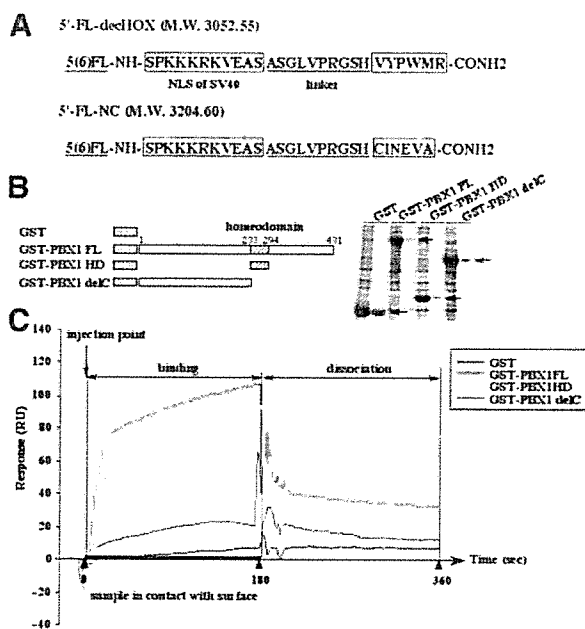 A
5'-FL-decHOX (M.W. 3052.55)
5(6)FL-NH-SPKKKRKVEAS-ASGLVPRGSH-VYPWMR-CONH2
NLS of SV40 linker
5'-FL-NC (M.W. 3204.60)
5(6)FL-NH-SPKKKRKVEAS-ASGLVPRGSH-CINEVA-CONH2
B
homodomain
GST
GST-PBX1 FL
GST-PBX1 HD
GST-PBX1 delC
1 233 294 431
GST
GST-PBX1 FL
GST-PBX1 HD
GST-PBX1 delC
C
140
120
100
80
60
40
20
0
-20
-40
Response (RU)
injection point
binding
dissociation
GST
GST-PBX1FL
GST-PBX1HD
GST-PBX1 delC
Time (sec)
0 180 360
sample in contact with surface